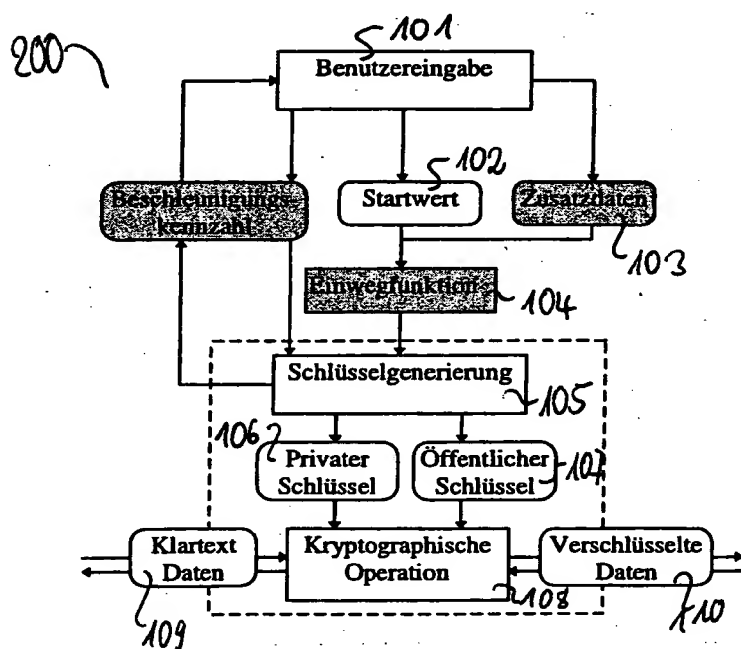 200
101
Benutzereingabe
102
Beschleunigungs-
kennzahl
Startwert
Zusatzdaten
103
Einwegfunktion
104
Schlüsselgenerierung
105
106
Privater
Schlüssel
Öffentlicher
Schlüssel
107
Klartext
Daten
Kryptographische
Operation
Verschlüsselte
Daten
109
108
110